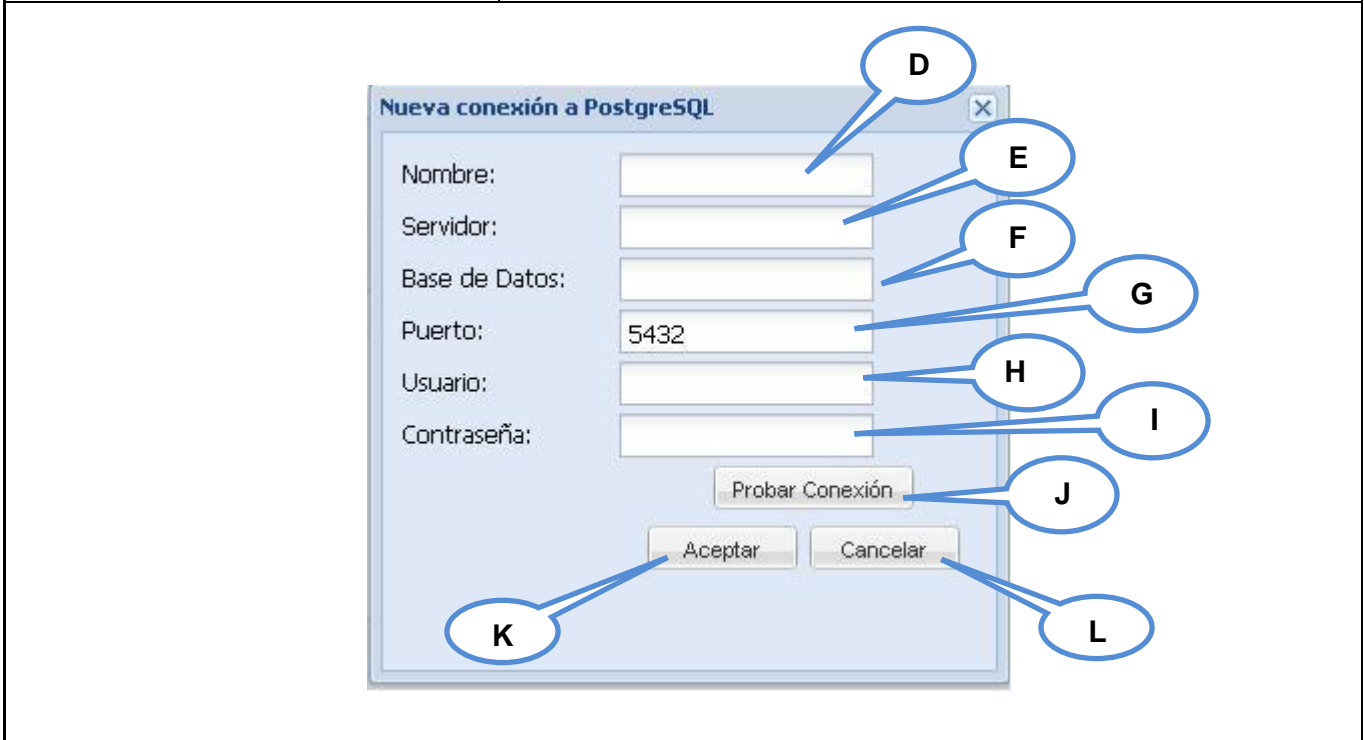 D
Nueva conexión a PostgreSQL
E
Nombre:
Servidor:
F
Base de Datos:
G
Puerto: 5432
Usuario:
H
Contraseña:
I
Probar Conexión
J
Aceptar Cancelar
K
L